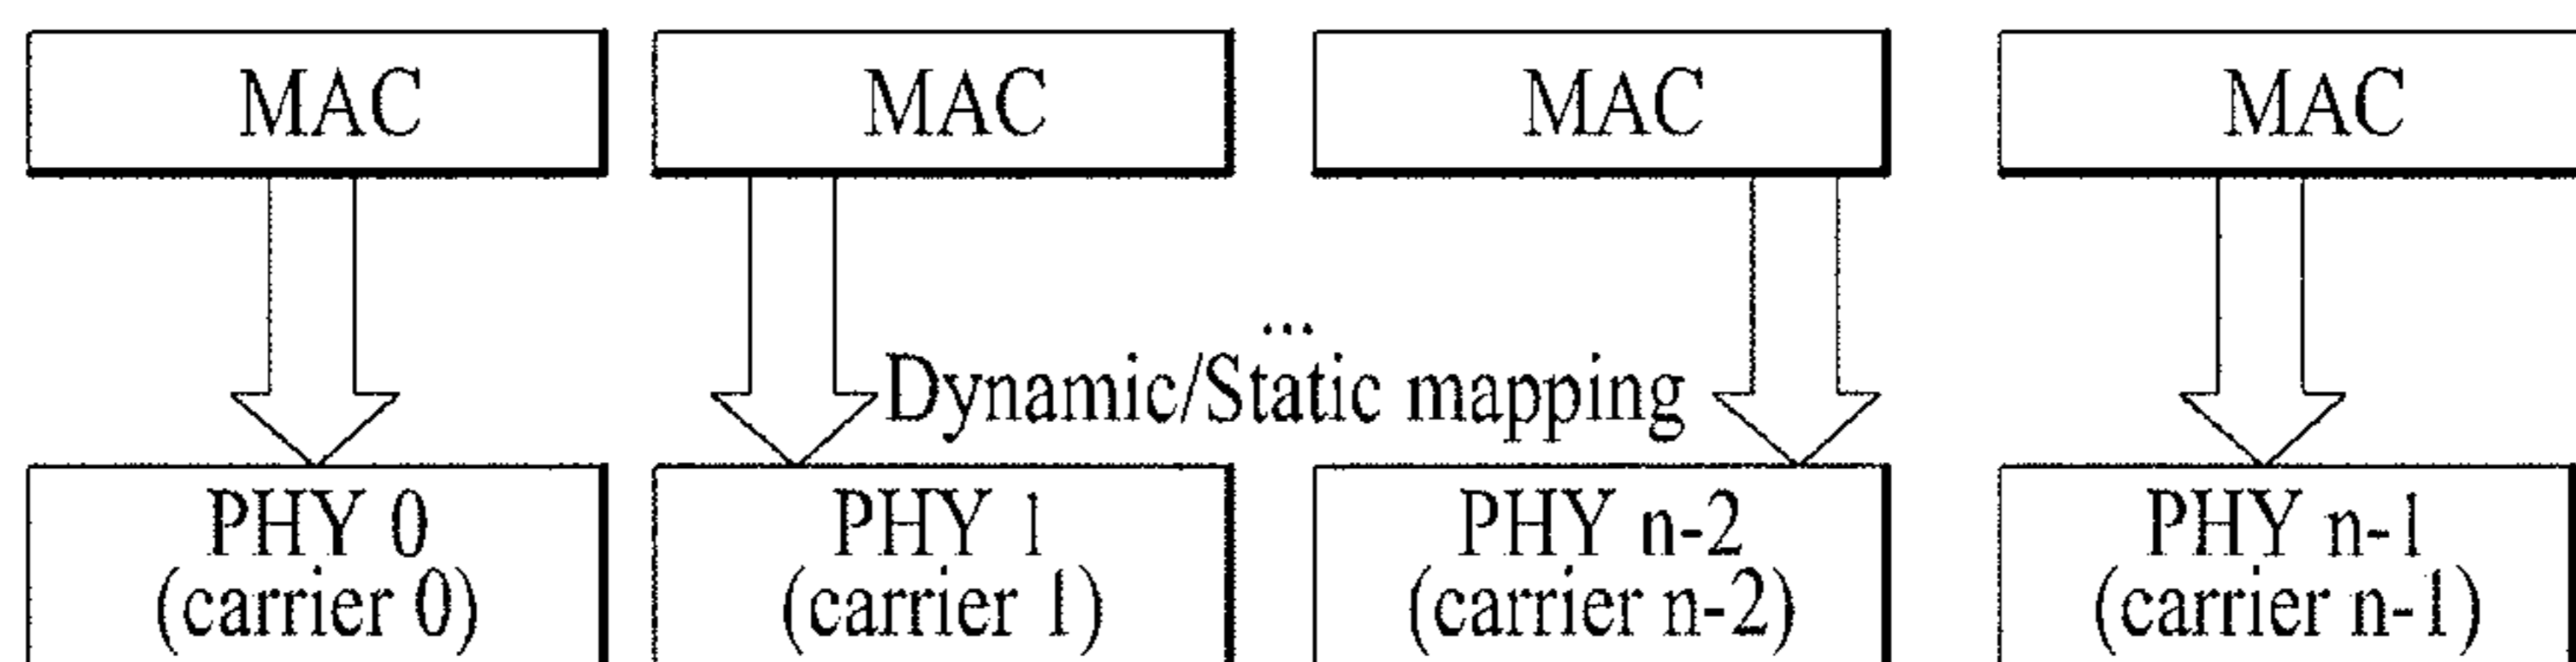 MAC
MAC
MAC
MAC
...
Dynamic/Static mapping
PHY 0
(carrier 0)
PHY 1
(carrier 1)
PHY n-2
(carrier n-2)
PHY n-1
(carrier n-1)